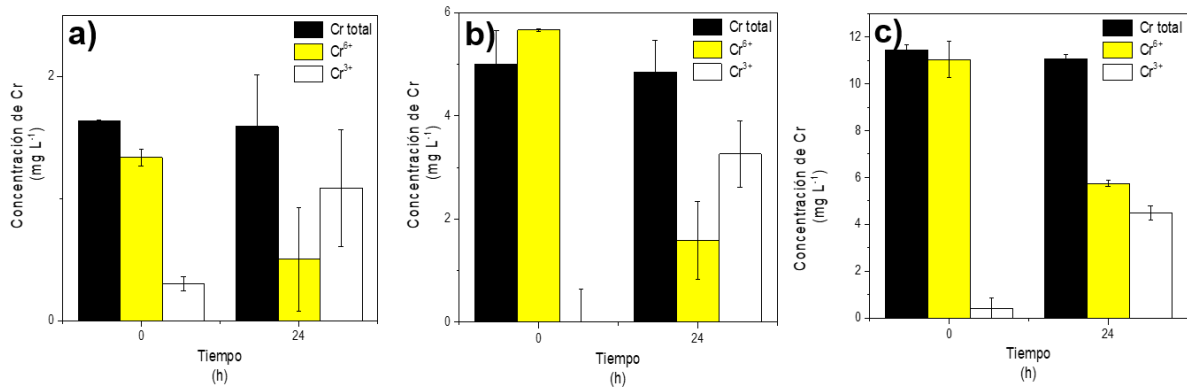 a)
Cr total
Cr⁶⁺
Cr³⁺
Concentración de Cr
(mg L⁻¹)
2
0
0
24
Tiempo
(h)
b)
Cr total
Cr⁶⁺
Cr³⁺
Concentración de Cr
(mg L⁻¹)
6
4
2
0
0
24
Tiempo
(h)
c)
Cr total
Cr⁶⁺
Cr³⁺
Concentración de Cr
(mg L⁻¹)
12
10
8
6
4
2
0
0
24
Tiempo
(h)